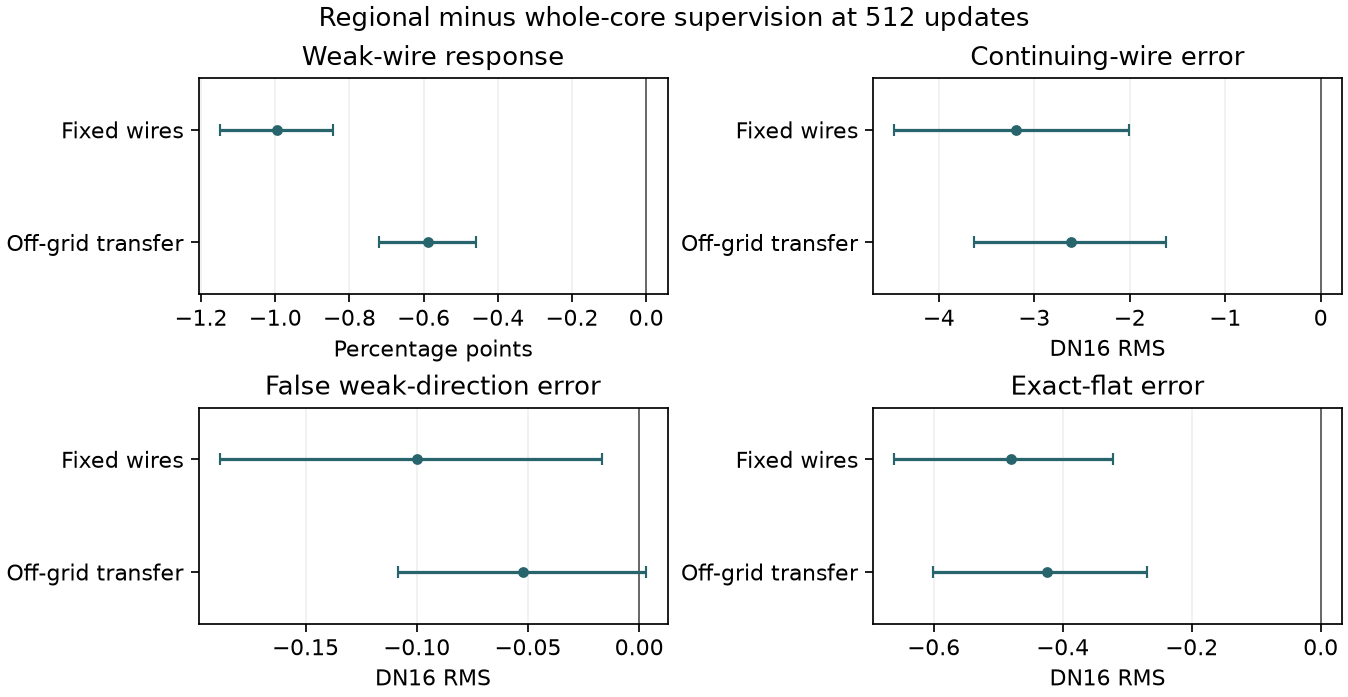 Regional minus whole-core supervision at 512 updates
Weak-wire response
Fixed wires
Off-grid transfer
−1.2 −1.0 −0.8 −0.6 −0.4 −0.2 0.0
Percentage points
Continuing-wire error
Fixed wires
Off-grid transfer
−4 −3 −2 −1 0
DN16 RMS
False weak-direction error
Fixed wires
Off-grid transfer
−0.15 −0.10 −0.05 0.00
DN16 RMS
Exact-flat error
Fixed wires
Off-grid transfer
−0.6 −0.4 −0.2 0.0
DN16 RMS